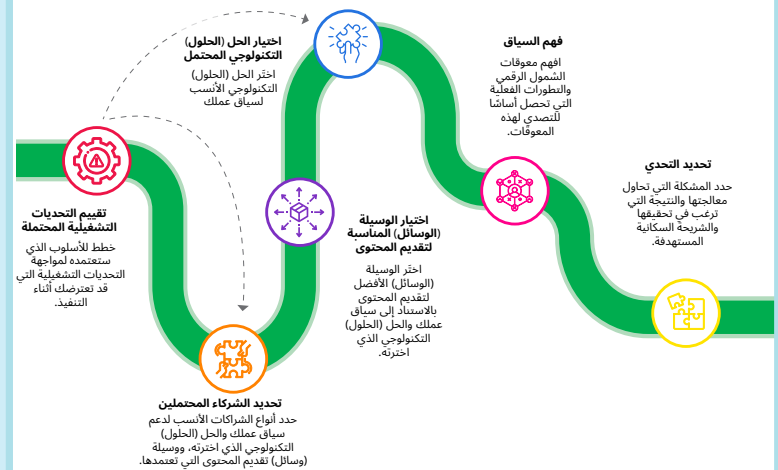 تحديد التحدي
حدد المشكلة التي تحاول
معالجتها والنتيجة التي
ترغب في تحقيقها
والشريحة السكانية
المستهدفة.
فهم السياق
افهم معوقات
الشمول الرقمي
والتطورات الفعلية
التي تحصل أساسًا
للتصدي لهذه
المعوقات.
اختيار الحل (الحلول)
التكنولوجي المحتمل
اختَر الحل (الحلول)
التكنولوجي الأنسب
لسياق عملك
اختيار الوسيلة
(الوسائل) المناسبة
لتقديم المحتوى
اختَر الوسيلة
(الوسائل) الأفضل
لتقديم المحتوى
بالاستناد إلى سياق
عملك والحل (الحلول)
التكنولوجي الذي
اخترته.
تحديد الشركاء المحتملين
حدد أنواع الشراكات الأنسب لدعم
سياق عملك والحل (الحلول)
التكنولوجي الذي اخترته، ووسيلة
(وسائل) تقديم المحتوى التي تعتمدها.
تقييم التحديات
التشغيلية المحتملة
خطط للأسلوب الذي
ستعتمده لمواجهة
التحديات التشغيلية التي
قد تعترضك أثناء
التنفيذ.